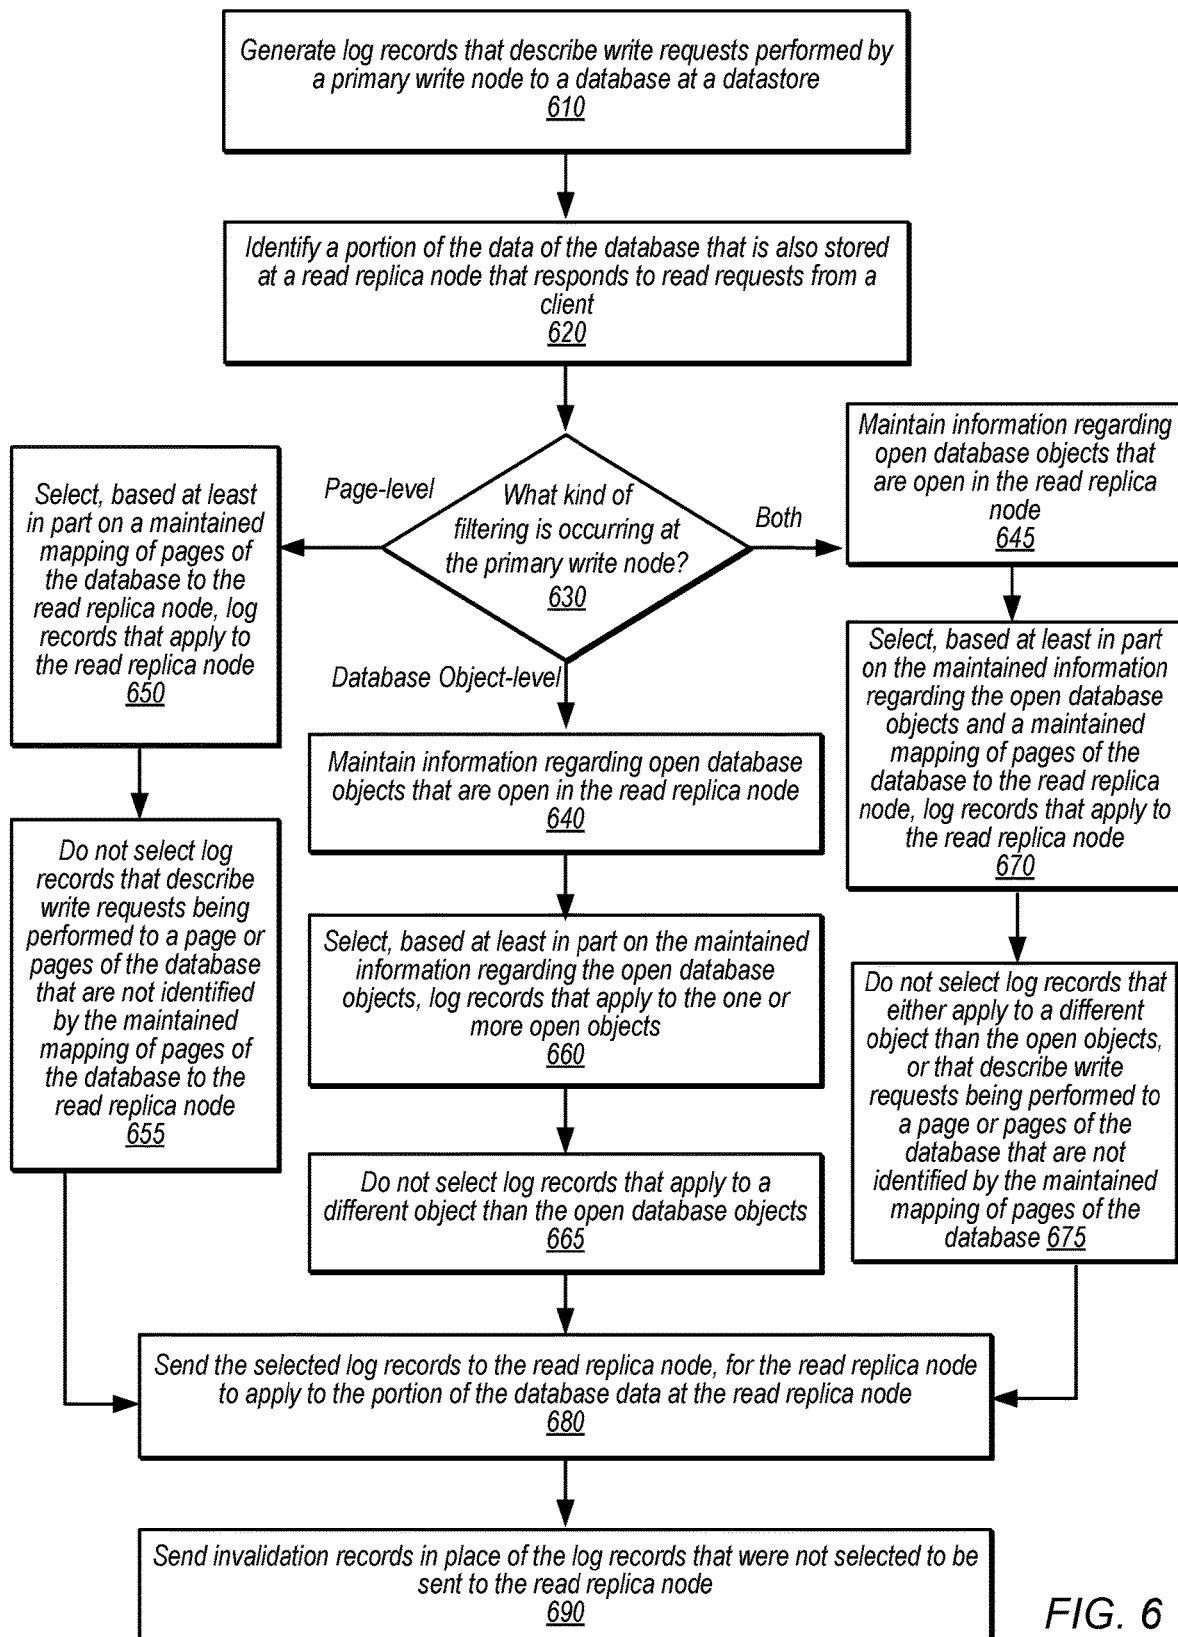 Generate log records that describe write requests performed by
a primary write node to a database at a datastore
610
Identify a portion of the data of the database that is also stored
at a read replica node that responds to read requests from a
client
620
What kind of
filtering is occurring at
the primary write node?
630
Page-level
Both
Database Object-level
Select, based at least
in part on a maintained
mapping of pages of
the database to the
read replica node, log
records that apply to
the read replica node
650
Do not select log
records that describe
write requests being
performed to a page or
pages of the database
that are not identified
by the maintained
mapping of pages of
the database to the
read replica node
655
Maintain information regarding open database
objects that are open in the read replica node
640
Select, based at least in part on the maintained
information regarding the open database
objects, log records that apply to the one or
more open objects
660
Do not select log records that apply to a
different object than the open database objects
665
Maintain information regarding
open database objects that
are open in the read replica
node
645
Select, based at least in part
on the maintained information
regarding the open database
objects and a maintained
mapping of pages of the
database to the read replica
node, log records that apply to
the read replica node
670
Do not select log records that
either apply to a different
object than the open objects,
or that describe write
requests being performed to
a page or pages of the
database that are not
identified by the maintained
mapping of pages of the
database 675
Send the selected log records to the read replica node, for the read replica node
to apply to the portion of the database data at the read replica node
680
Send invalidation records in place of the log records that were not selected to be
sent to the read replica node
690
FIG. 6